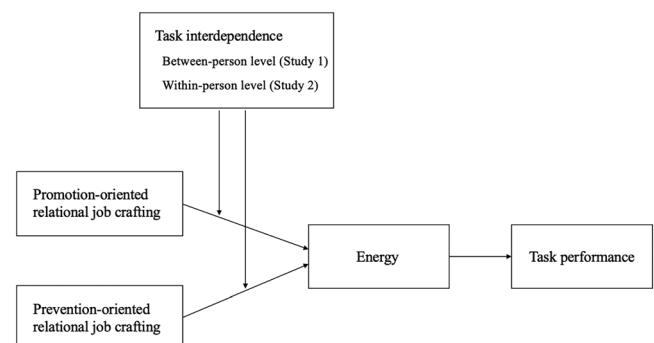 Task interdependence
Between-person level (Study 1)
Within-person level (Study 2)
Promotion-oriented
relational job crafting
Energy
Task performance
Prevention-oriented
relational job crafting